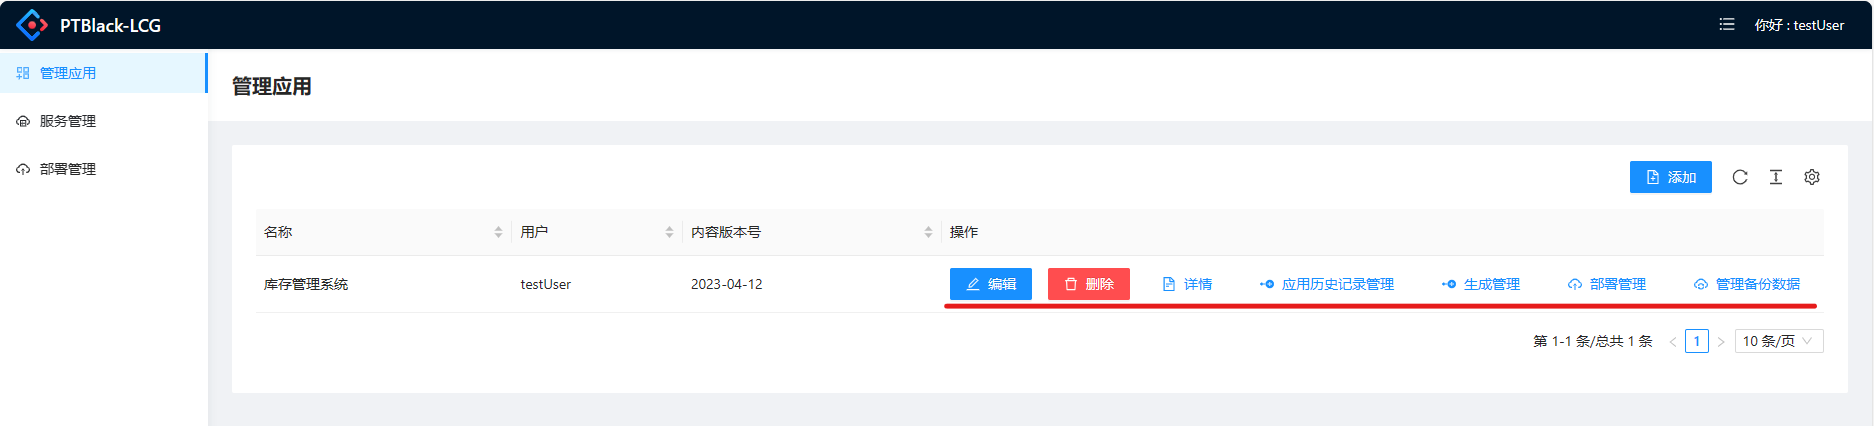 PTBlack-LCG
你好 : testUser
管理应用
服务管理
部署管理
管理应用
添加
名称 用户 内容版本号 操作
库存管理系统 testUser 2023-04-12 编辑 删除 详情 应用历史记录管理 生成管理 部署管理 管理备份数据
第 1-1 条/总共 1 条 1 10 条/页